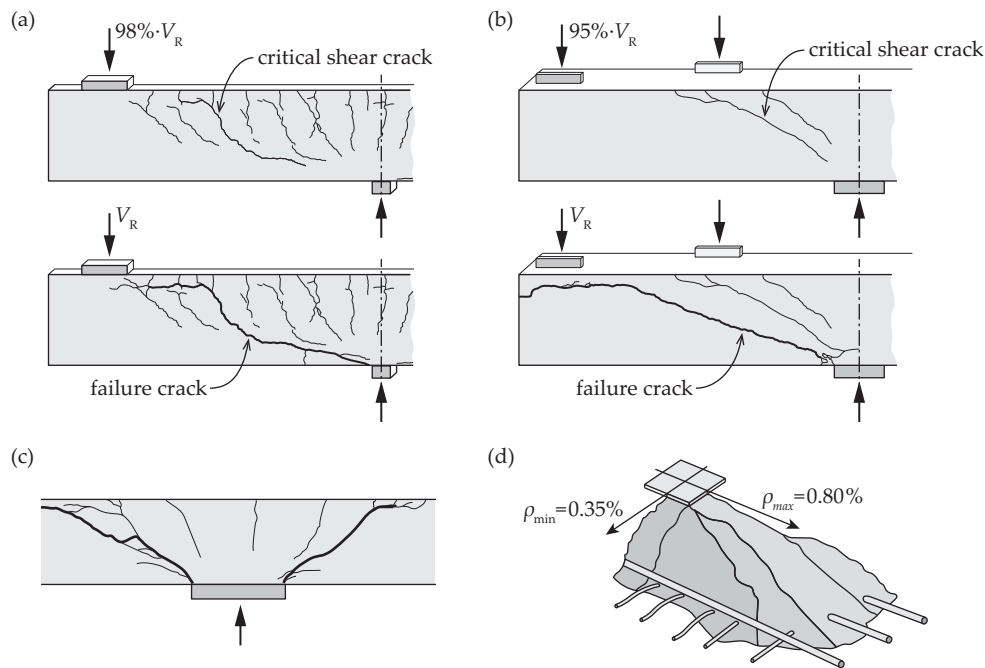 (a)
98%·V_R
critical shear crack
V_R
failure crack
(b)
95%·V_R
critical shear crack
V_R
failure crack
(c)
(d)
ρ_min=0.35%
ρ_max=0.80%